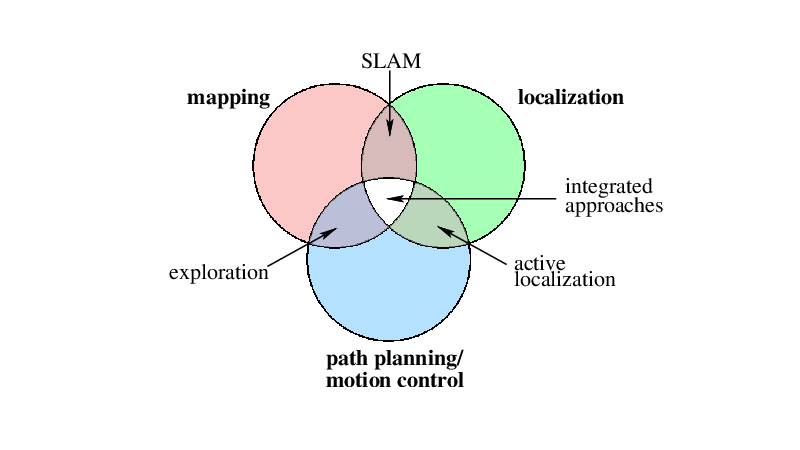 SLAM
mapping
localization
integrated
approaches
exploration
active
localization
path planning/
motion control